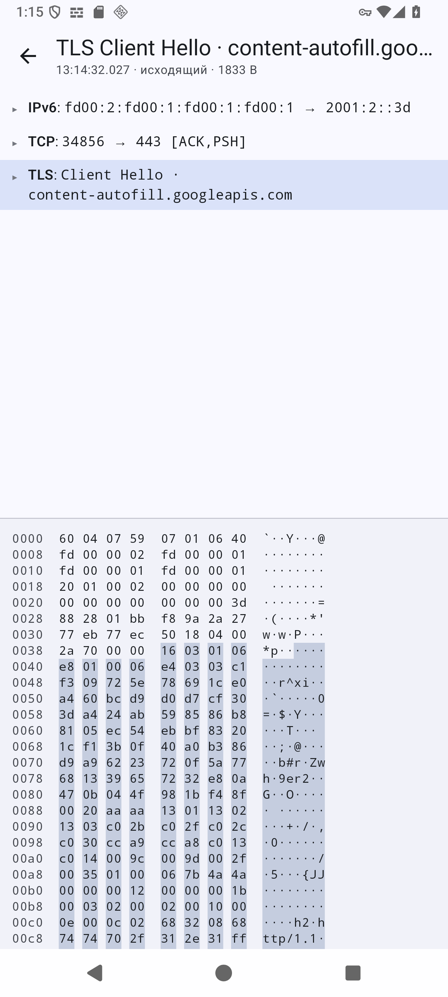 1:15
TLS Client Hello · content-autofill.goo...
13:14:32.027 · исходящий · 1833 B
▸ IPv6: fd00:2:fd00:1:fd00:1:fd00:1 → 2001:2::3d
▸ TCP: 34856 → 443 [ACK,PSH]
▸ TLS: Client Hello ·
content-autofill.googleapis.com
0000 60 04 07 59 07 01 06 40 `··Y···@
0008 fd 00 00 02 fd 00 00 01 ········
0010 fd 00 00 01 fd 00 00 01 ········
0018 20 01 00 02 00 00 00 00  ·······
0020 00 00 00 00 00 00 00 3d ·······=
0028 88 28 01 bb f8 9a 2a 27 ·(····*'
0030 77 eb 77 ec 50 18 04 00 w·w·P···
0038 2a 70 00 00 16 03 01 06 *p······
0040 e8 01 00 06 e4 03 03 c1 ········
0048 f3 09 72 5e 78 69 1c e0 ··r^xi··
0050 a4 60 bc d9 d0 d7 cf 30 ·`·····0
0058 3d a4 24 ab 59 85 86 b8 =·$·Y···
0060 81 05 ec 54 eb bf 83 20 ···T··· 
0068 1c f1 3b 0f 40 a0 b3 86 ··;·@···
0070 d9 a6 62 23 72 0f 5a 77 ··b#r·Zw
0078 68 13 39 65 72 32 e8 0a h·9er2··
0080 47 0b 04 4f 98 1b f4 8f G··O····
0088 00 20 aa aa 13 01 13 02 · ······
0090 13 03 c0 2b c0 2f c0 2c ···+·/·,
0098 c0 30 cc a9 cc a8 c0 13 ·0······
00a0 c0 14 00 9c 00 9d 00 2f ·······/
00a8 00 35 01 00 06 7b 4a 4a ·5···{JJ
00b0 00 00 00 12 00 00 00 1b ········
00b8 00 03 02 00 02 00 10 00 ········
00c0 0e 00 0c 02 68 32 08 68 ····h2·h
00c8 74 74 70 2f 31 2e 31 ff ttp/1.1·